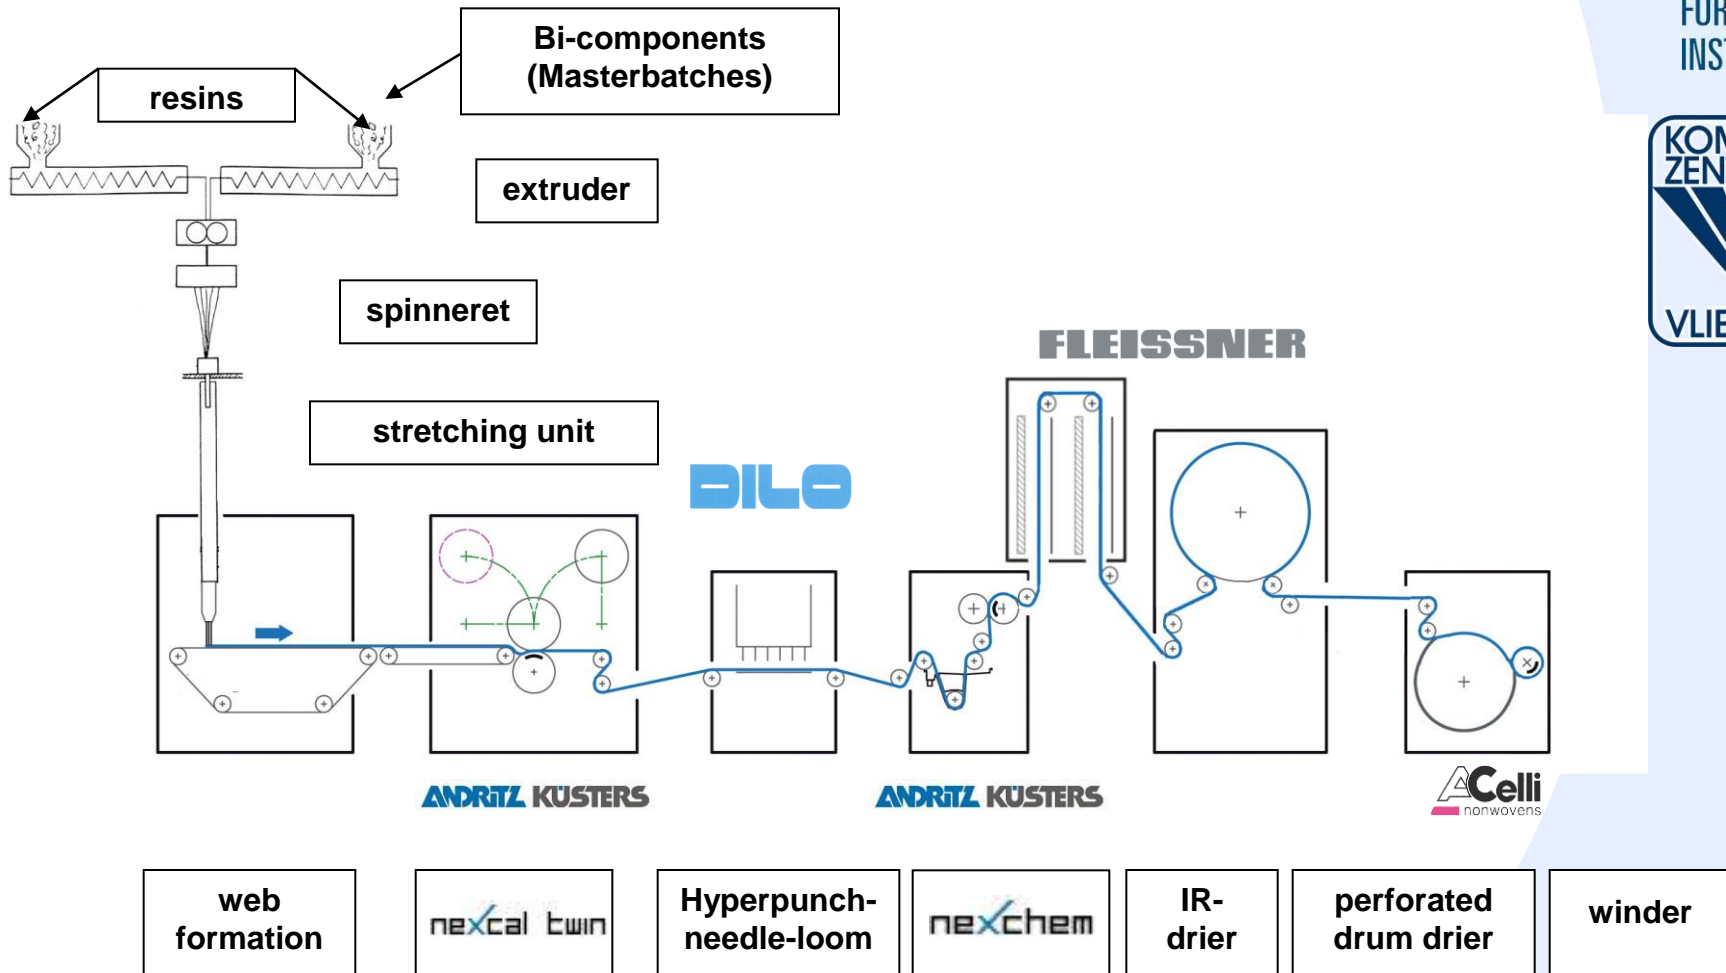 Bi-components
(Masterbatches)
resins
extruder
spinneret
stretching unit
FLEISSNER
DILO
ANDRITZ KÜSTERS
ANDRITZ KÜSTERS
ACelli
nonwovens
web
formation
nexcal twin
Hyperpunch-
needle-loom
nexchem
IR-
drier
perforated
drum drier
winder